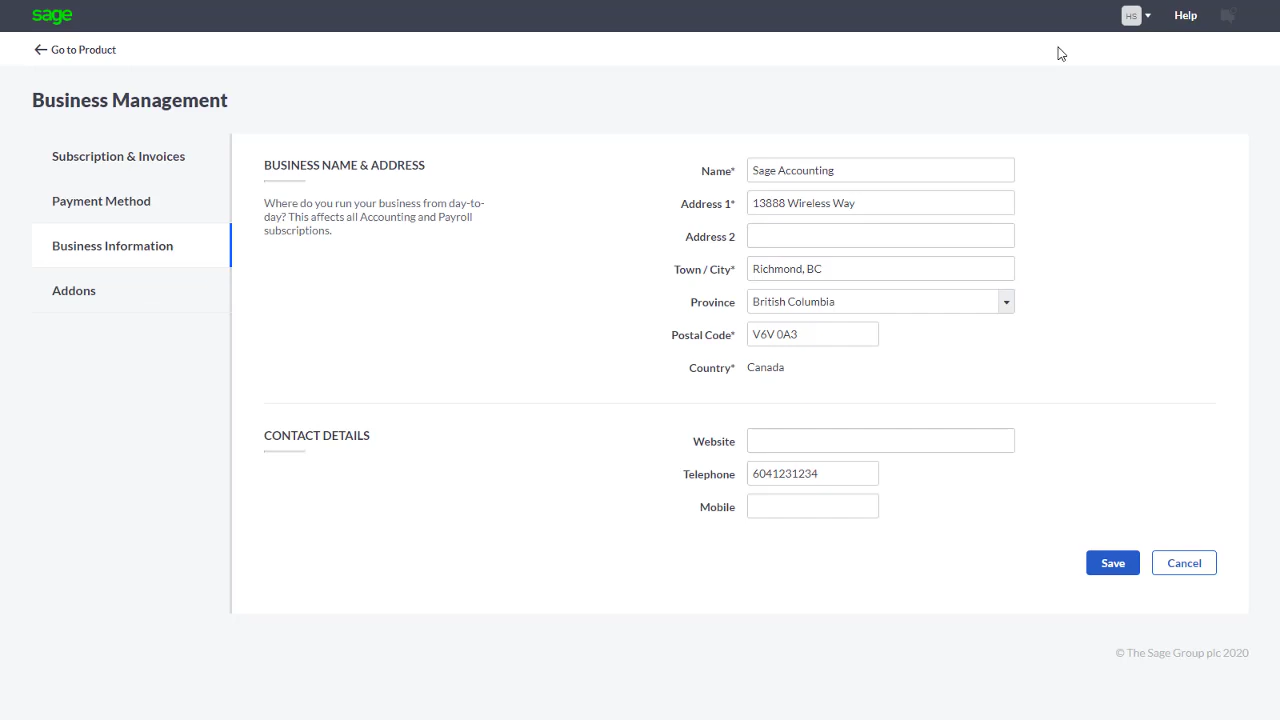 sage
HS
Help
Go to Product
Business Management
Subscription & Invoices
Payment Method
Business Information
Addons
BUSINESS NAME & ADDRESS
Where do you run your business from day-to-
day? This affects all Accounting and Payroll
subscriptions.
Name* Sage Accounting
Address 1* 13888 Wireless Way
Address 2
Town / City* Richmond, BC
Province British Columbia
Postal Code* V6V 0A3
Country* Canada
CONTACT DETAILS
Website
Telephone 6041231234
Mobile
Save
Cancel
© The Sage Group plc 2020